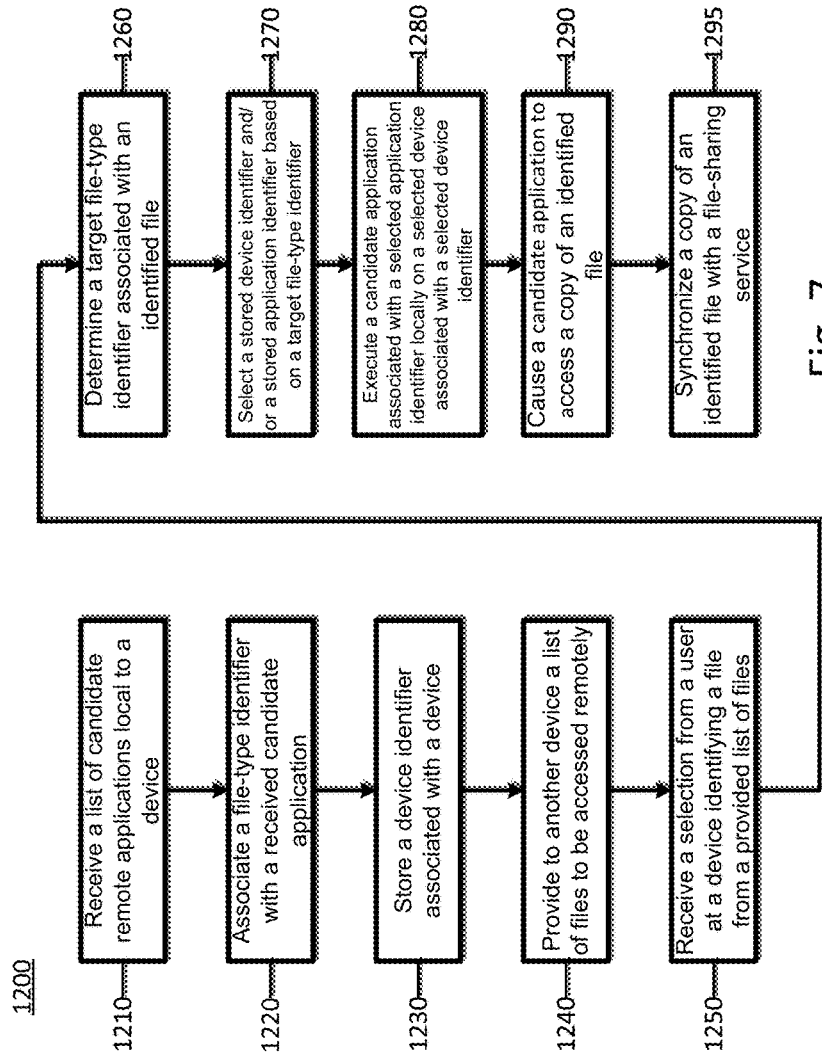 1200
1210
Receive a list of candidate
remote applications local to a
device
1220
Associate a file-type identifier
with a received candidate
application
1230
Store a device identifier
associated with a device
1240
Provide to another device a list
of files to be accessed remotely
1250
Receive a selection from a user
at a device identifying a file
from a provided list of files
Determine a target file-type
identifier associated with an
identified file
1260
Select a stored device identifier and/
or a stored application identifier based
on a target file-type identifier
1270
Execute a candidate application
associated with a selected application
identifier locally on a selected device
associated with a selected device
identifier
1280
Cause a candidate application to
access a copy of an identified
file
1290
Synchronize a copy of an
identified file with a file-sharing
service
1295
Fig. 7